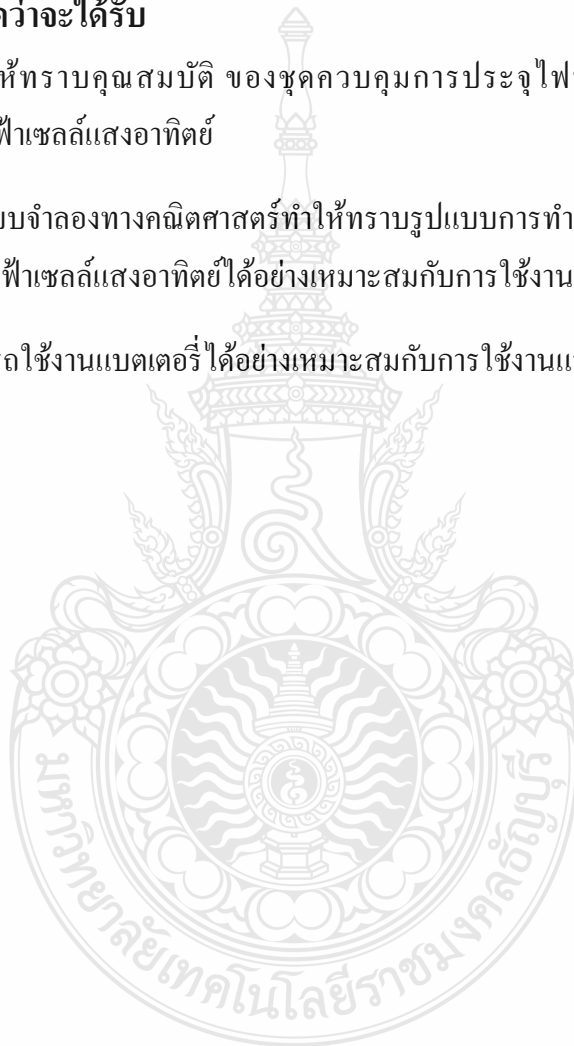 ว่าจะได้รับ
ห้ทราบคุณสมบัติ ของชุดควบคุมการประจุไฟ
ฟ้าเซลล์แสงอาทิตย์
บบจำลองทางคณิตศาสตร์ทำให้ทราบรูปแบบการทำ
ฟ้าเซลล์แสงอาทิตย์ได้อย่างเหมาะสมกับการใช้งาน
ถใช้งานแบตเตอรี่ได้อย่างเหมาะสมกับการใช้งาน
มหาวิทยาลัยเทคโนโลยีราชมงคลธัญบุรี